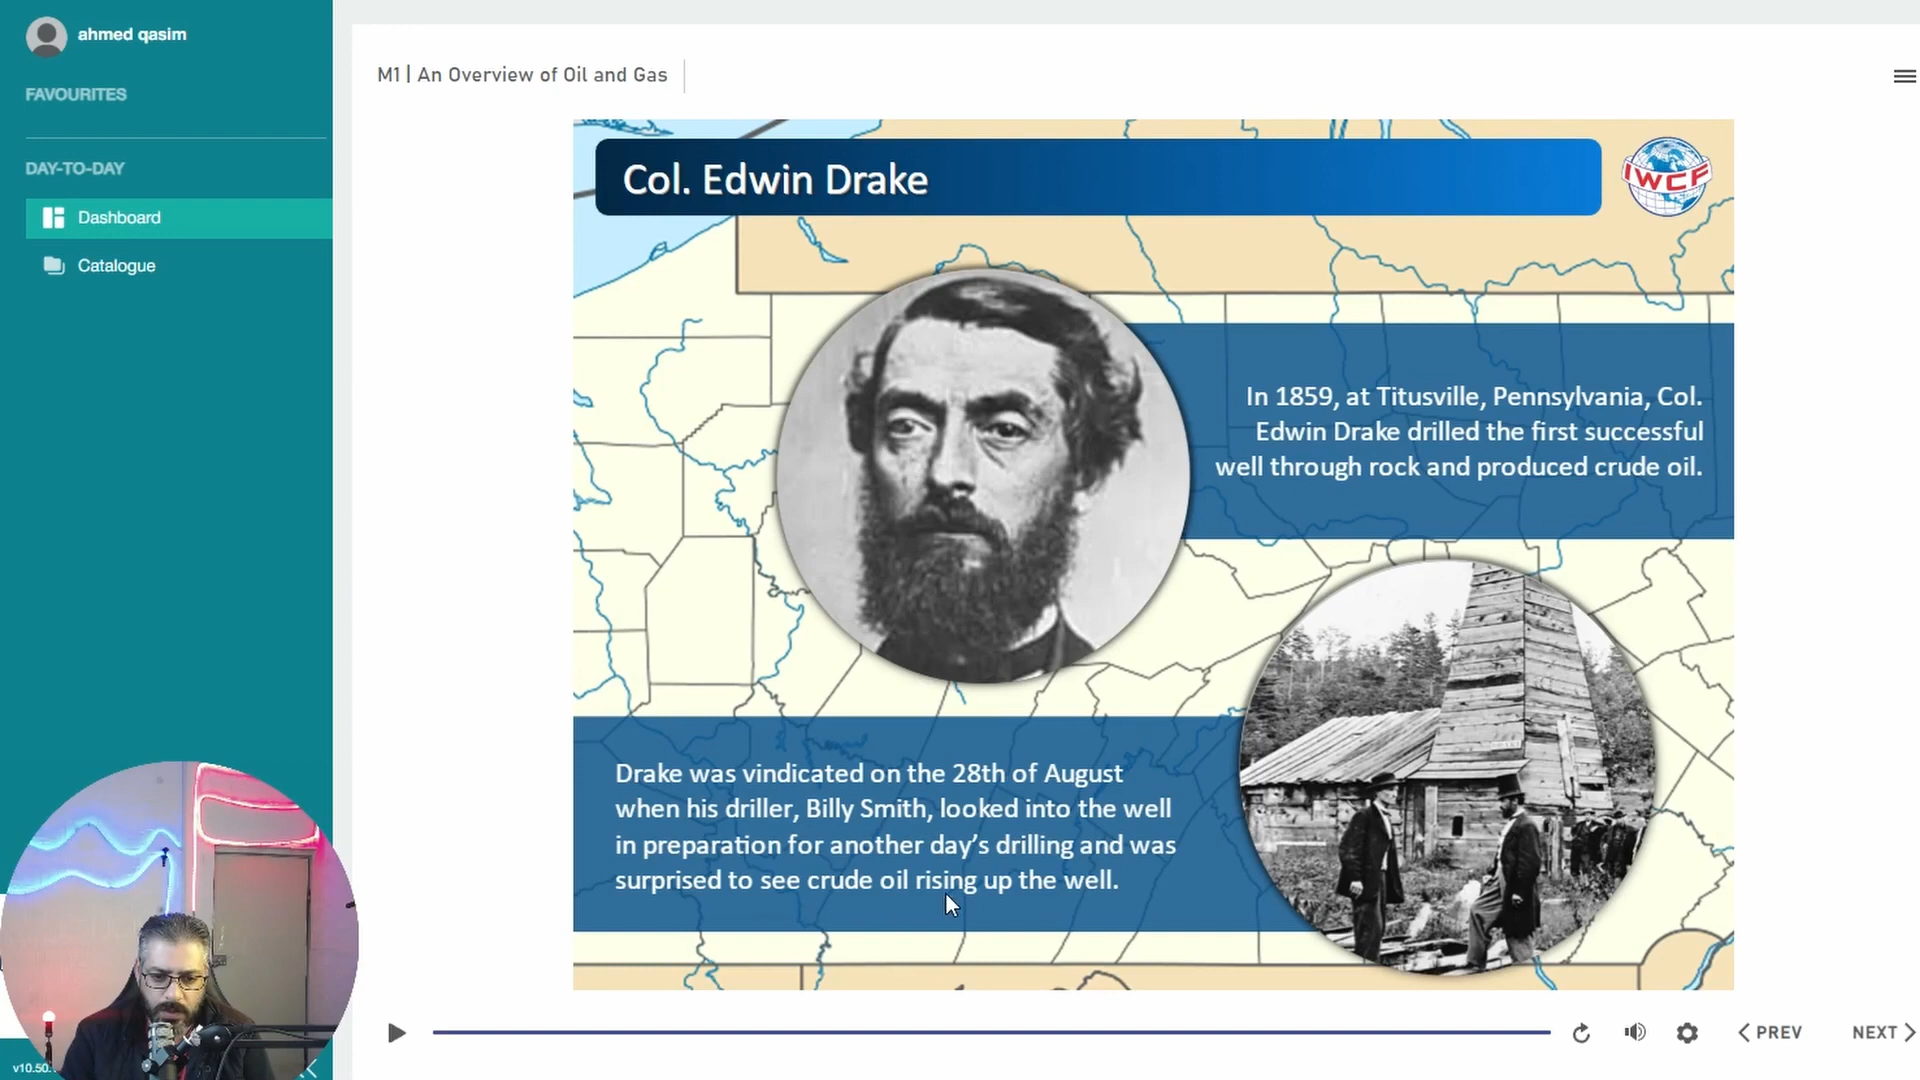 ahmed qasim
FAVOURITES
DAY-TO-DAY
Dashboard
Catalogue
M1 | An Overview of Oil and Gas
Col. Edwin Drake
IWCF
In 1859, at Titusville, Pennsylvania, Col.
Edwin Drake drilled the first successful
well through rock and produced crude oil.
Drake was vindicated on the 28th of August
when his driller, Billy Smith, looked into the well
in preparation for another day’s drilling and was
surprised to see crude oil rising up the well.
PREV
NEXT
v10.50.